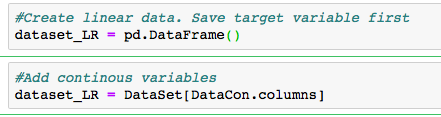 #Create linear data. Save target variable first
dataset_LR = pd.DataFrame()
#Add continous variables
dataset_LR = DataSet[DataCon.columns]